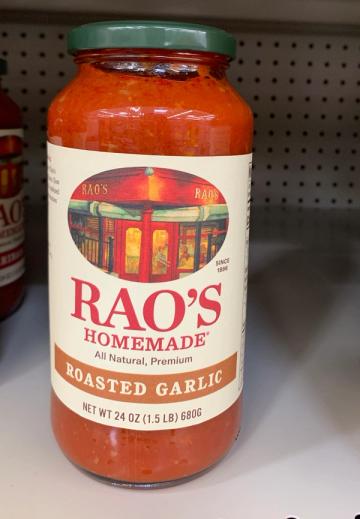 RAO'S
RAO'S RAO'S
SINCE
1896
RAO'S
HOMEMADE®
All Natural, Premium
ROASTED GARLIC
NET WT 24 OZ (1.5 LB) 680G